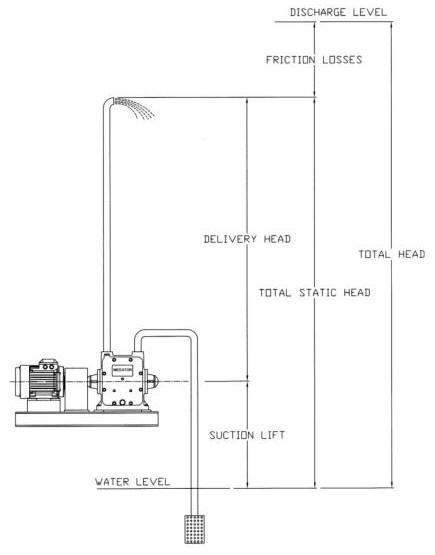 DISCHARGE LEVEL
FRICTION LOSSES
DELIVERY HEAD
TOTAL HEAD
TOTAL STATIC HEAD
MEGATOR
SUCTION LIFT
WATER LEVEL